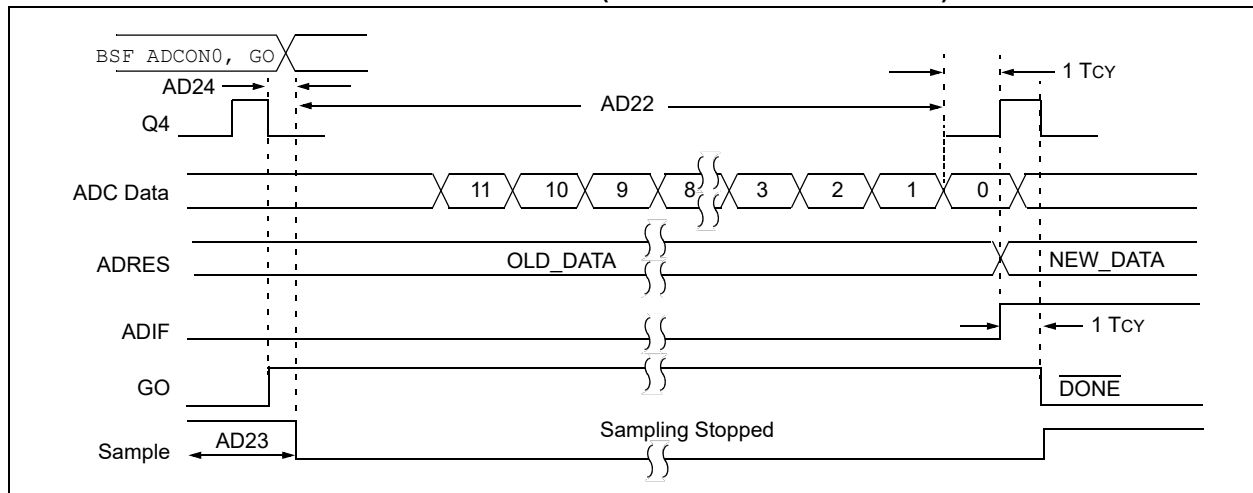 BSF ADCON0, GO
AD24
1 TCY
AD22
Q4
ADC Data
11 10 9 8 3 2 1 0
ADRES
OLD_DATA
NEW_DATA
ADIF
1 TCY
GO
DONE
AD23
Sampling Stopped
Sample